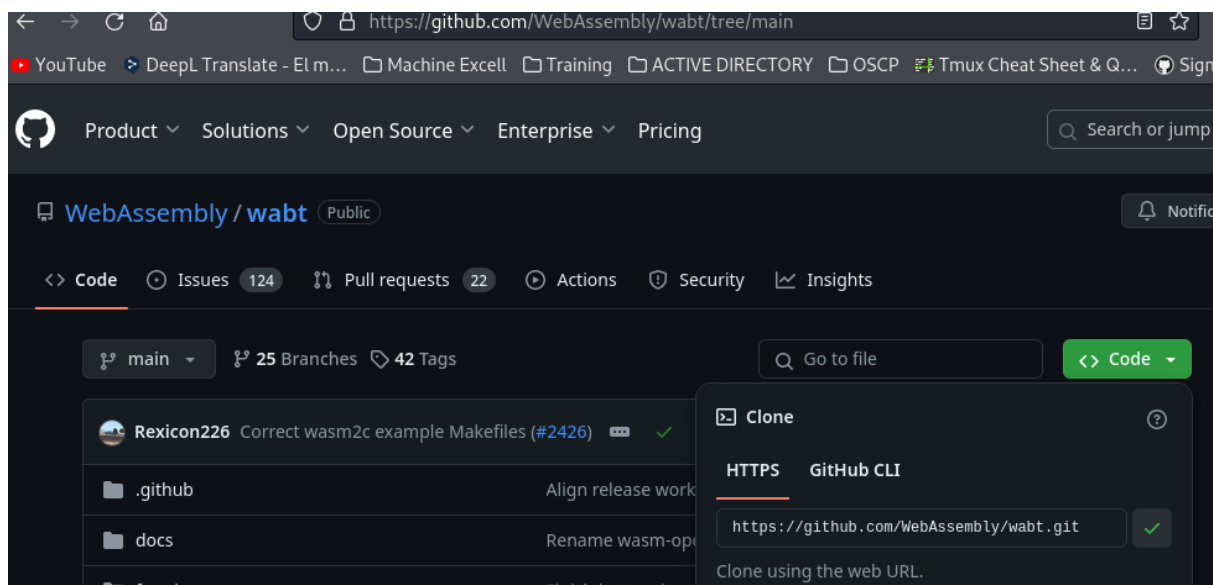 https://github.com/WebAssembly/wabt/tree/main
YouTube DeepL Translate - El m... Machine Excell Training ACTIVE DIRECTORY OSCP Tmux Cheat Sheet & Q... Sign
Product Solutions Open Source Enterprise Pricing Search or jump
WebAssembly / wabt Public Notific
Code Issues 124 Pull requests 22 Actions Security Insights
main 25 Branches 42 Tags Go to file Code
Clone
Rexicon226 Correct wasm2c example Makefiles (#2426)
HTTPS GitHub CLI
.github Align release work
https://github.com/WebAssembly/wabt.git
docs Rename wasm-op
Clone using the web URL.